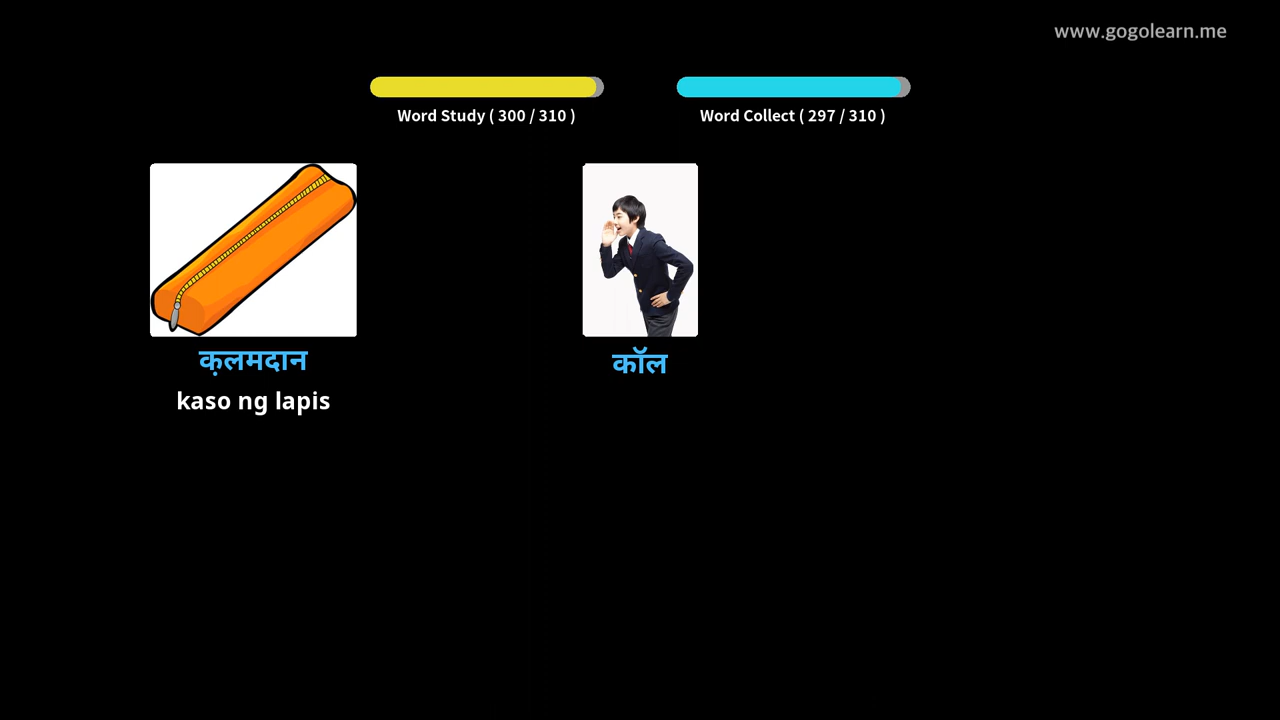 www.gogolearn.me
Word Study ( 300 / 310 )
Word Collect ( 297 / 310 )
क़लमदान
kaso ng lapis
कॉल